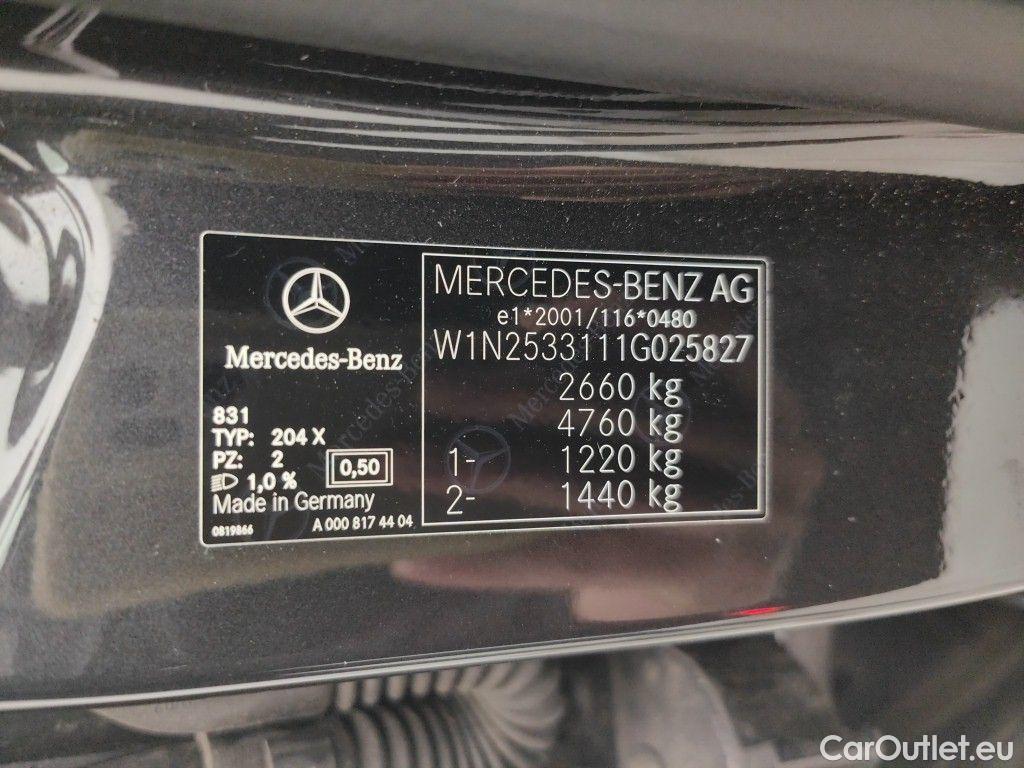 Mercedes-Benz
831
TYP: 204 X
PZ: 2
1,0 %
0,50
Made in Germany
0819866 A 000 817 44 04
MERCEDES-BENZ AG
e1*2001/116*0480
W1N2533111G025827
2660 kg
4760 kg
1- 1220 kg
2- 1440 kg
CarOutlet.eu